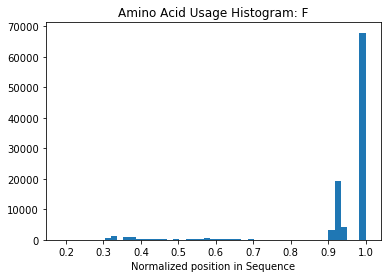 Amino Acid Usage Histogram: F
70000
60000
50000
40000
30000
20000
10000
0
0.2 0.3 0.4 0.5 0.6 0.7 0.8 0.9 1.0
Normalized position in Sequence